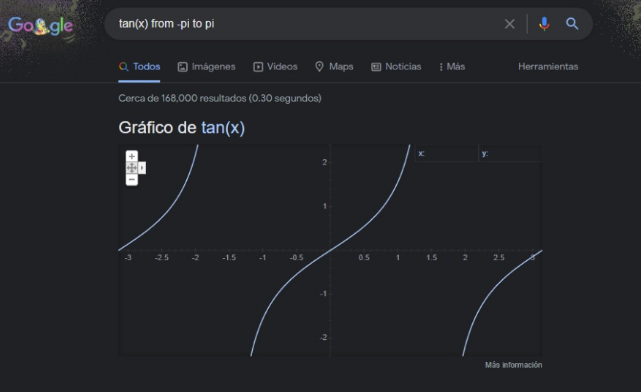 Google
tan(x) from -pi to pi
Todos Imágenes Videos Maps Noticias Más Herramientas
Cerca de 168,000 resultados (0.30 segundos)
Gráfico de tan(x)
x: y:
2
1
-3 -2.5 -2 -1.5 -1 -0.5 0.5 1 1.5 2 2.5 3
-1
-2
Más información